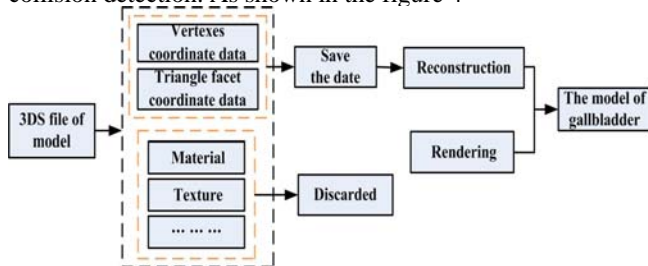 collision detection. As shown in the figure 4
Vertexes
coordinate data
Triangle facet
coordinate data
Save
the date
Reconstruction
3DS file of
model
The model of
gallbladder
Rendering
Material
Texture
... ... ...
Discarded